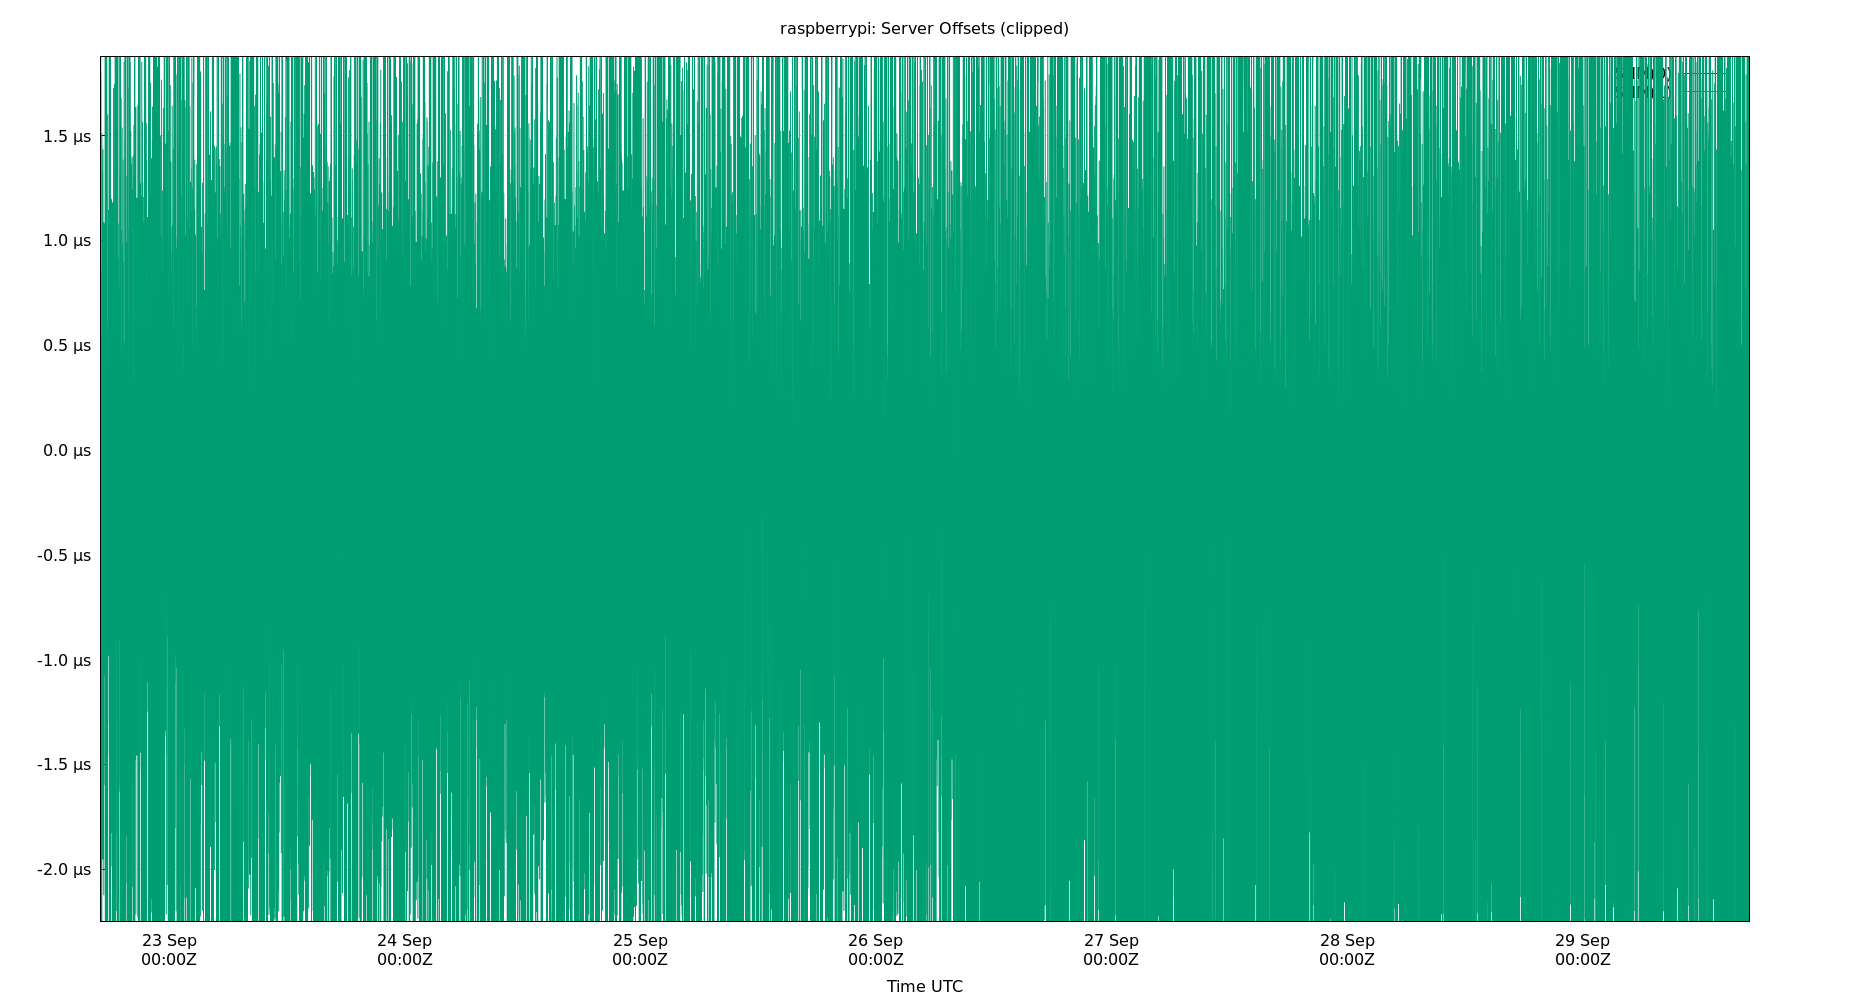 raspberrypi: Server Offsets (clipped)
1.5 µs
1.0 µs
0.5 µs
0.0 µs
-0.5 µs
-1.0 µs
-1.5 µs
-2.0 µs
23 Sep 24 Sep 25 Sep 26 Sep 27 Sep 28 Sep 29 Sep
00:00Z 00:00Z 00:00Z 00:00Z 00:00Z 00:00Z 00:00Z
Time UTC